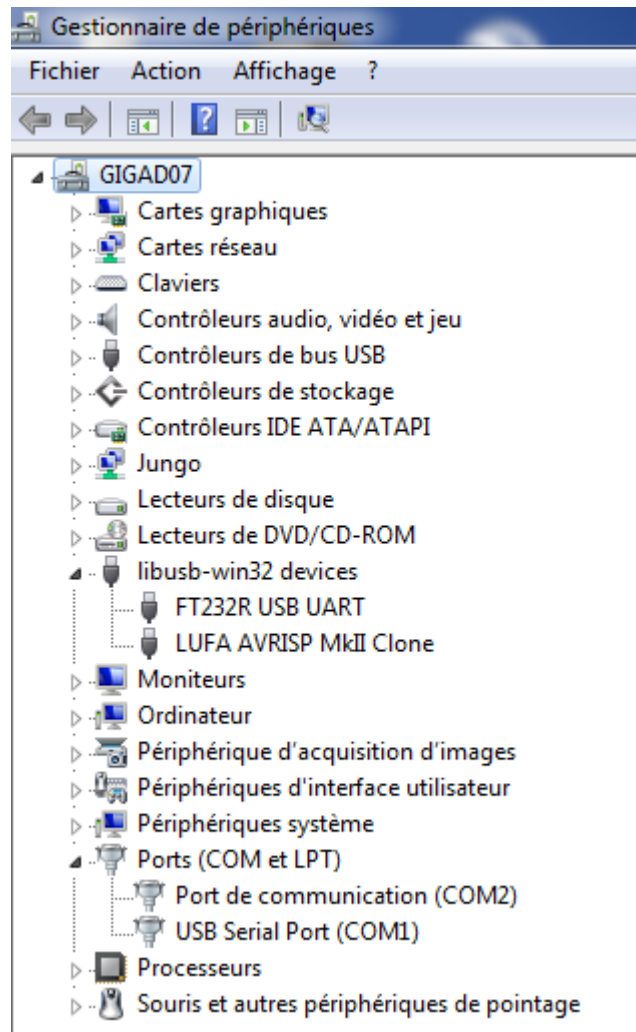 Gestionnaire de périphériques
Fichier Action Affichage ?
GIGAD07
Cartes graphiques
Cartes réseau
Claviers
Contrôleurs audio, vidéo et jeu
Contrôleurs de bus USB
Contrôleurs de stockage
Contrôleurs IDE ATA/ATAPI
Jungo
Lecteurs de disque
Lecteurs de DVD/CD-ROM
libusb-win32 devices
FT232R USB UART
LUFA AVRISP MkII Clone
Moniteurs
Ordinateur
Périphérique d'acquisition d'images
Périphériques d'interface utilisateur
Périphériques système
Ports (COM et LPT)
Port de communication (COM2)
USB Serial Port (COM1)
Processeurs
Souris et autres périphériques de pointage